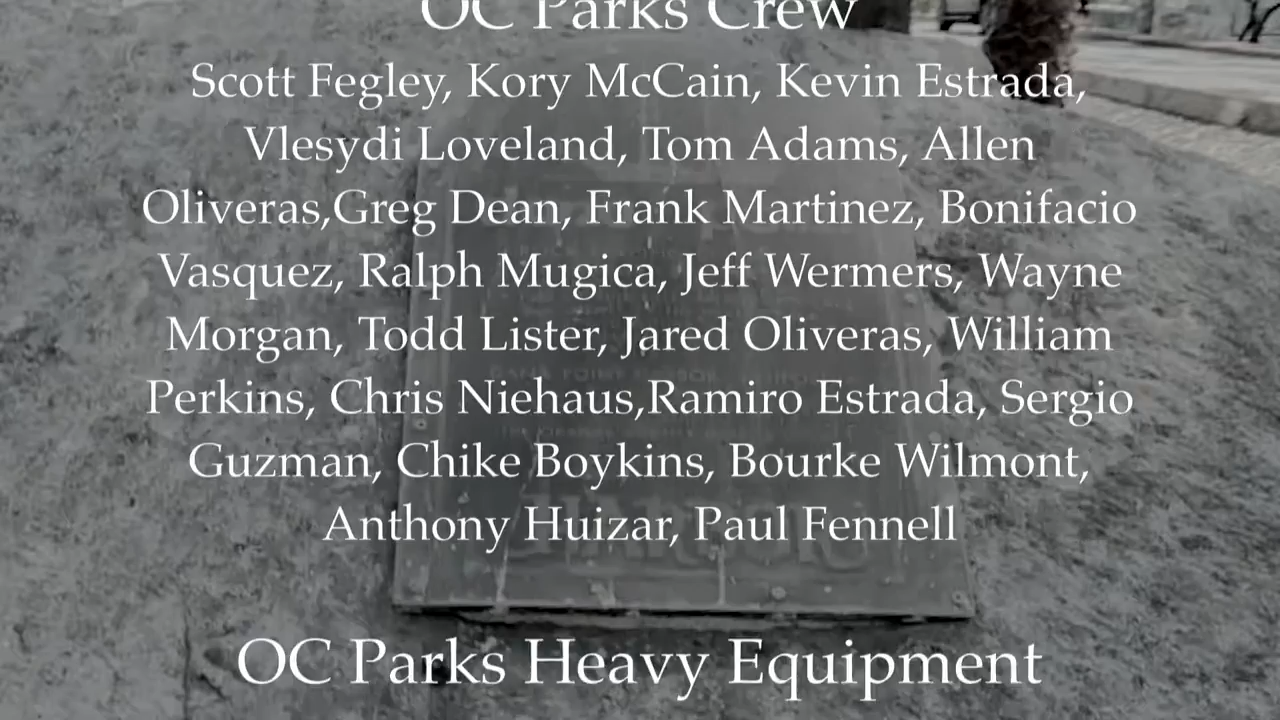 OC Parks Crew
Scott Fegley, Kory McCain, Kevin Estrada,
Vlesydi Loveland, Tom Adams, Allen
Oliveras,Greg Dean, Frank Martinez, Bonifacio
Vasquez, Ralph Mugica, Jeff Wermers, Wayne
Morgan, Todd Lister, Jared Oliveras, William
Perkins, Chris Niehaus,Ramiro Estrada, Sergio
Guzman, Chike Boykins, Bourke Wilmont,
Anthony Huizar, Paul Fennell
OC Parks Heavy Equipment